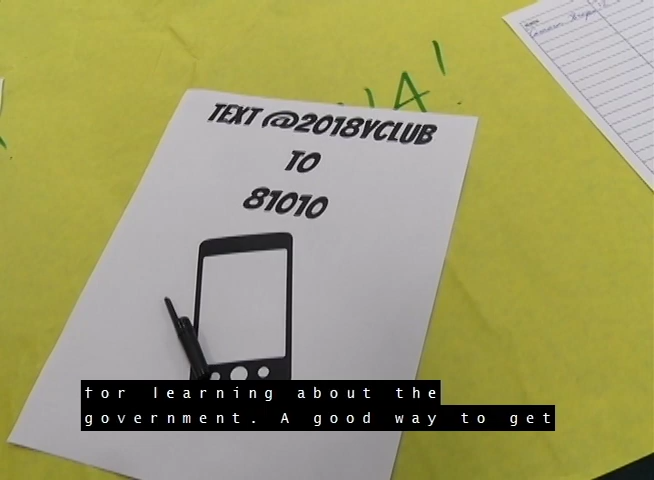 TEXT @2018YCLUB
TO
81010
for learning about the
government. A good way to get